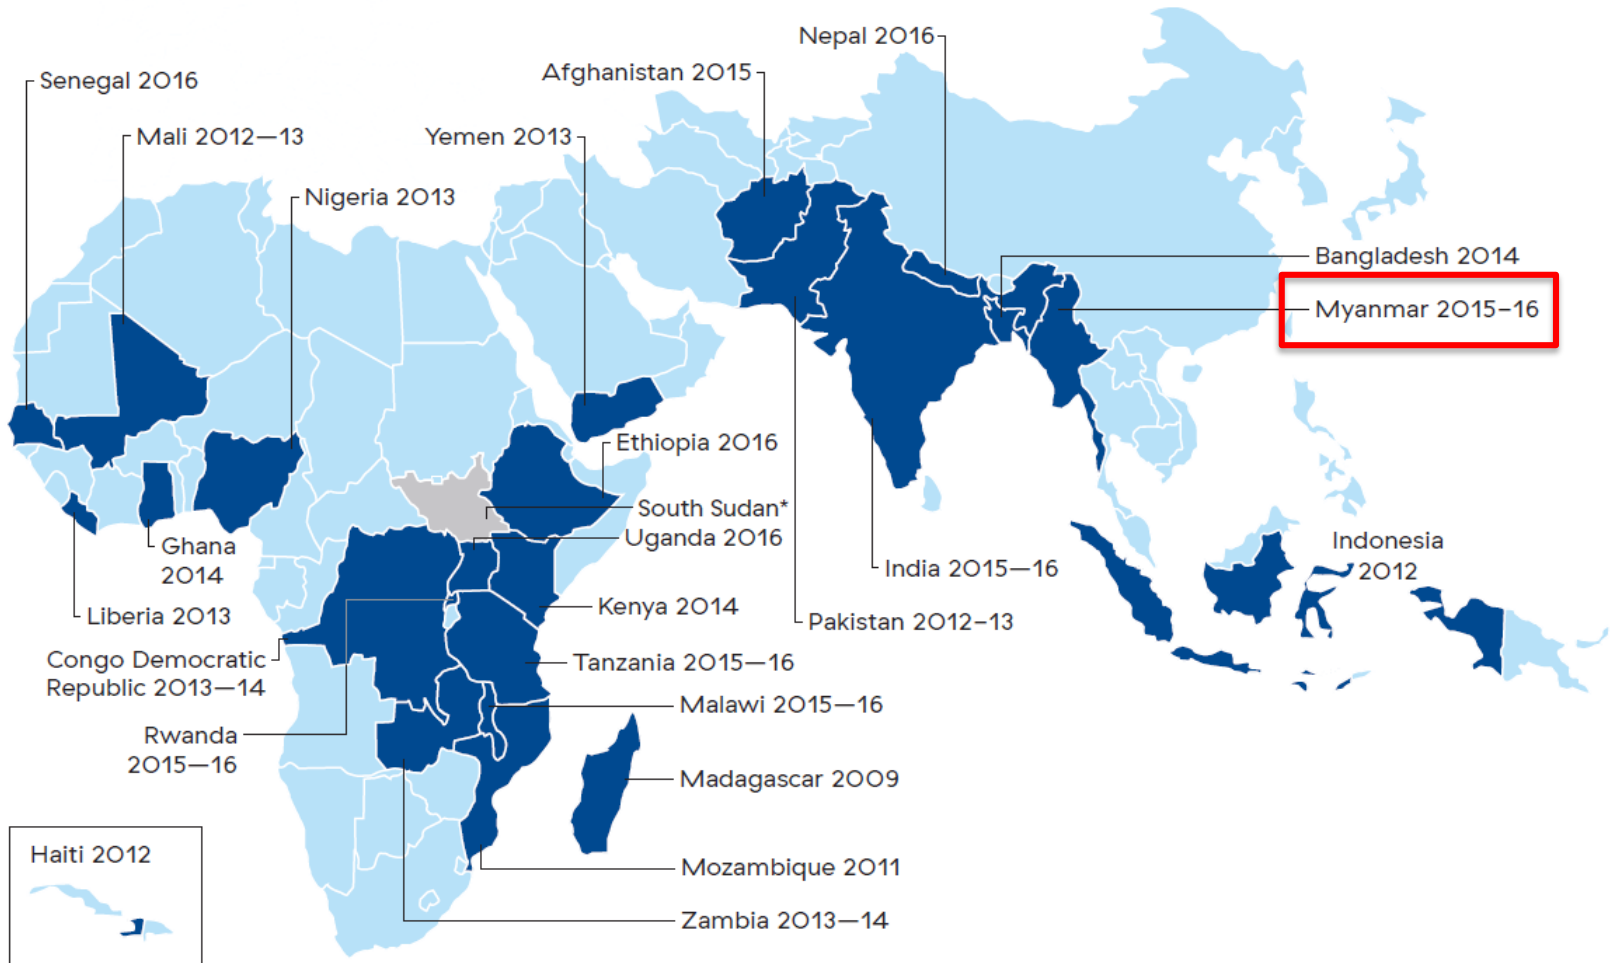 Nepal 2016
Senegal 2016
Afghanistan 2015
Mali 2012–13
Yemen 2013
Nigeria 2013
Bangladesh 2014
Myanmar 2015-16
Ethiopia 2016
South Sudan*
Uganda 2016
Ghana
2014
Indonesia
2012
India 2015–16
Kenya 2014
Liberia 2013
Pakistan 2012-13
Congo Democratic
Republic 2013–14
Tanzania 2015–16
Malawi 2015–16
Rwanda
2015–16
Madagascar 2009
Haiti 2012
Mozambique 2011
Zambia 2013–14